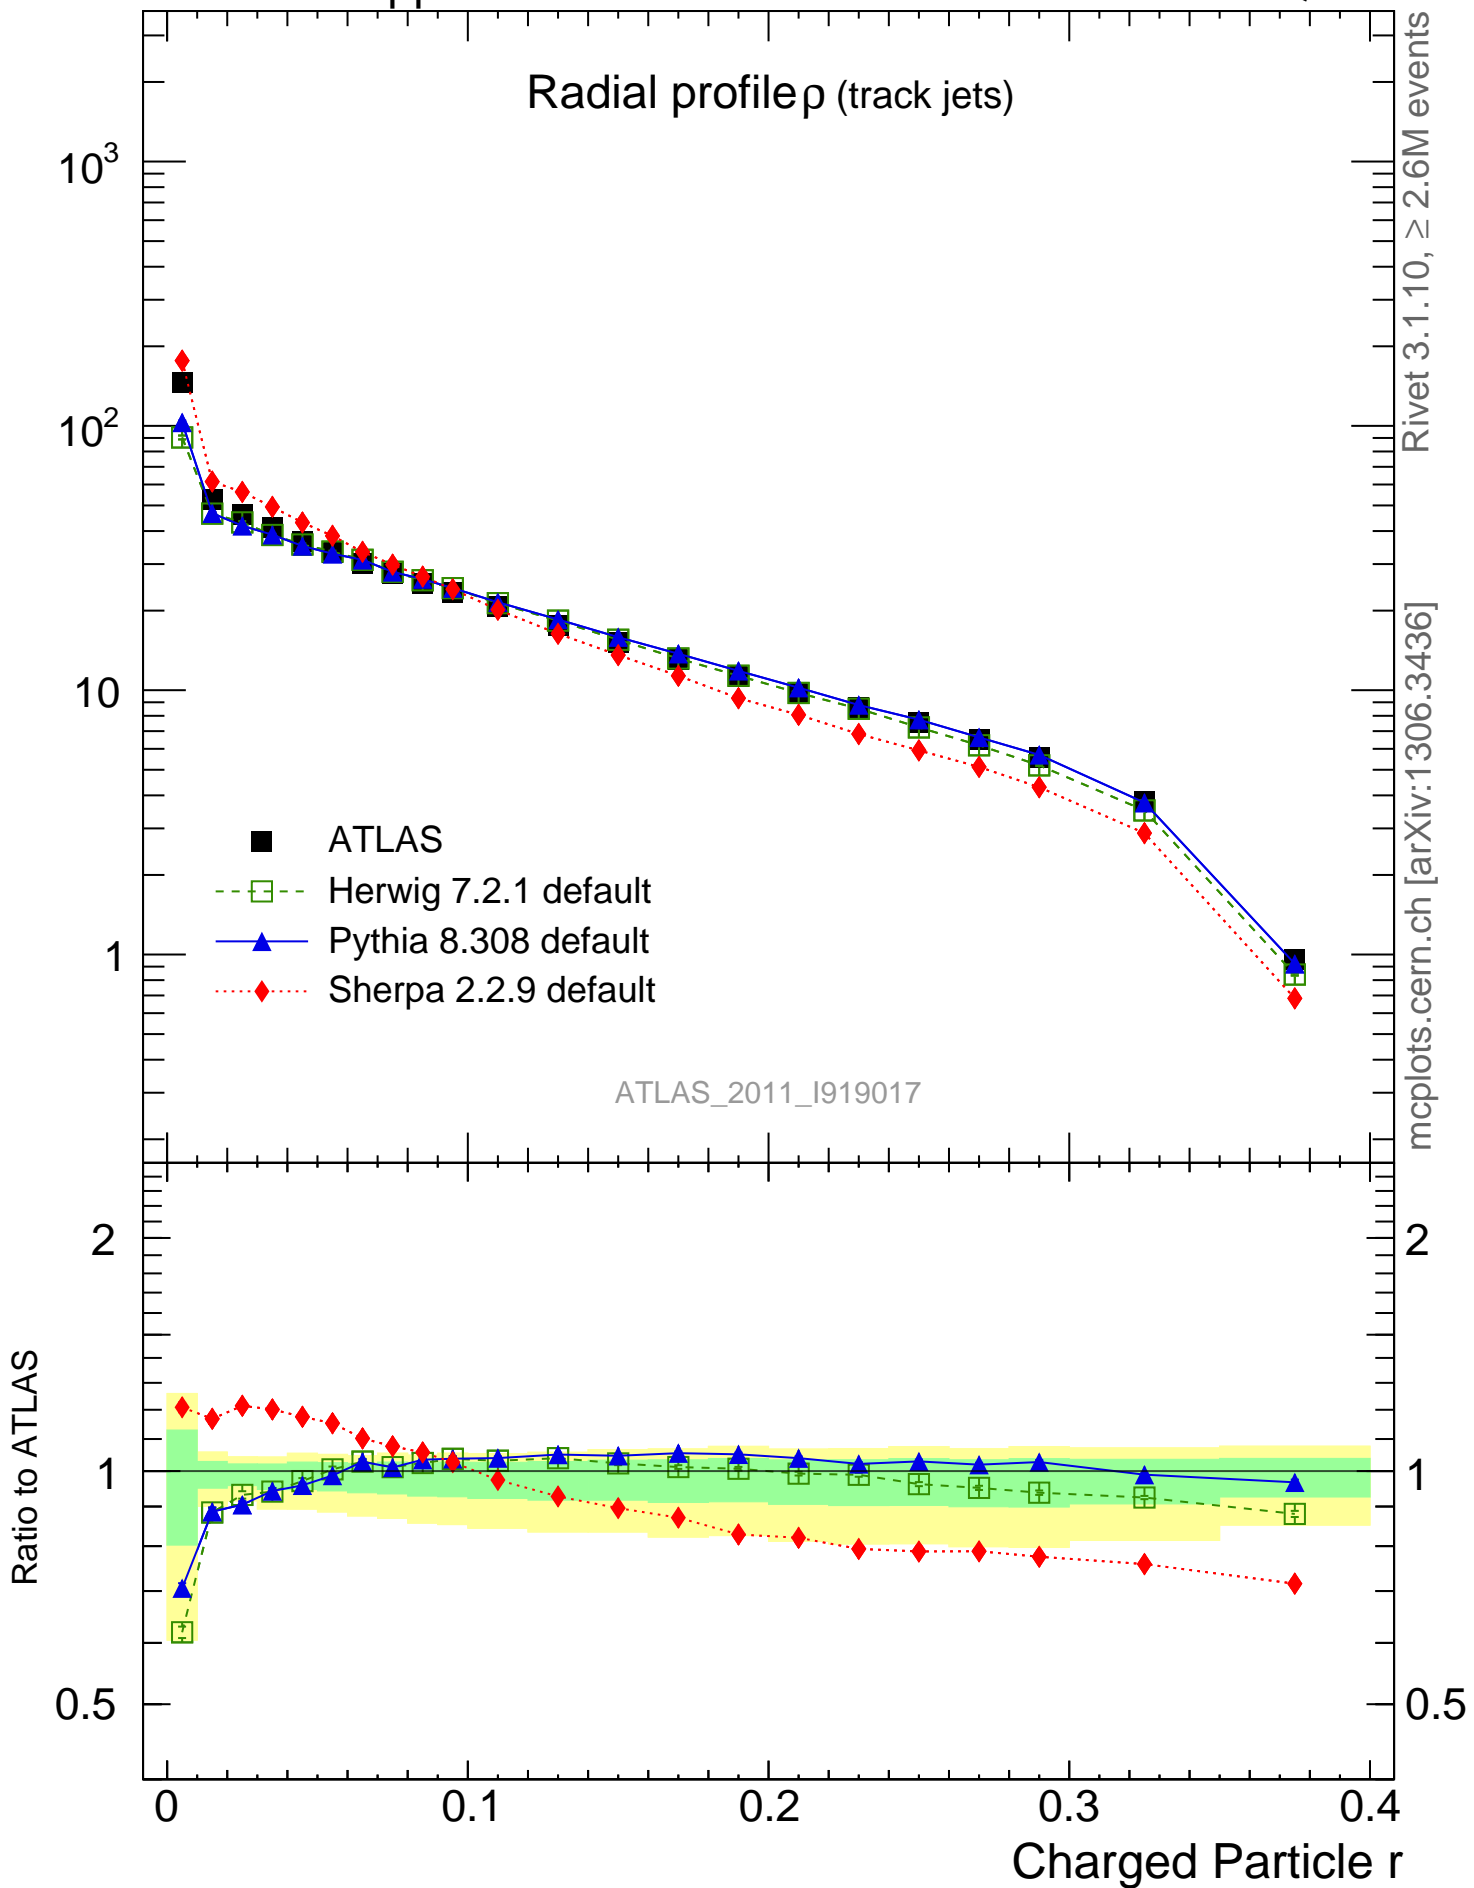 Radial profile ρ (track jets)
10³
10²
10
1
ATLAS
Herwig 7.2.1 default
Pythia 8.308 default
Sherpa 2.2.9 default
ATLAS_2011_I919017
Rivet 3.1.10, ≥ 2.6M events
mcplots.cern.ch [arXiv:1306.3436]
Ratio to ATLAS
2
1
0.5
2
1
0.5
0 0.1 0.2 0.3 0.4
Charged Particle r